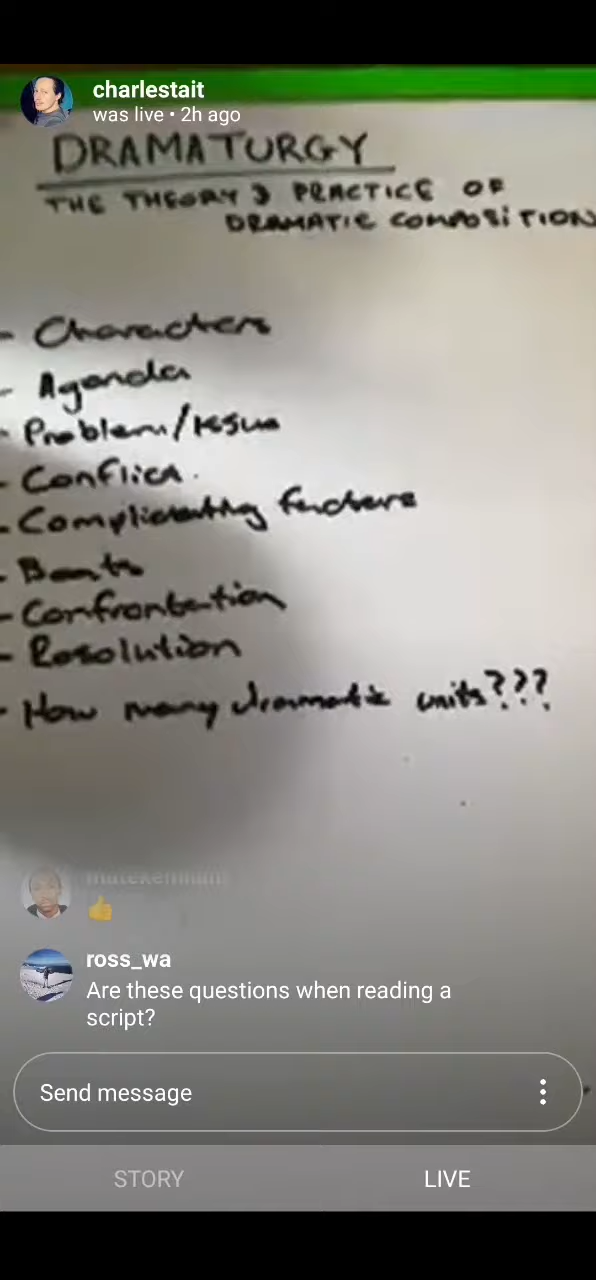 charlestait
was live • 2h ago
DRAMATURGY
THE THEORY & PRACTICE OF
DRAMATIC COMPOSITION
- Characters
- Agenda
- Problem/Issue
- Conflict.
- Complicating factors
- Beats
- Confrontation
- Resolution
- How many dramatic units???
👍
ross_wa
Are these questions when reading a
script?
Send message
STORY
LIVE